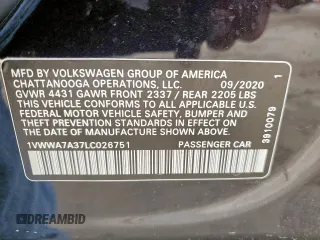 MFD BY VOLKSWAGEN GROUP OF AMERICA
CHATTANOOGA OPERATIONS, LLC. 09/2020
GVWR 4431 GAWR FRONT 2337 / REAR 2205 LBS
THIS VEHICLE CONFORMS TO ALL APPLICABLE U.S.
FEDERAL MOTOR VEHICLE SAFETY, BUMPER AND
THEFT PREVENTION STANDARDS IN EFFECT ON THE
DATE OF MANUFACTURE SHOWN ABOVE.
1VWWA7A37LC026751 PASSENGER CAR
1
3910079
DREAMBID